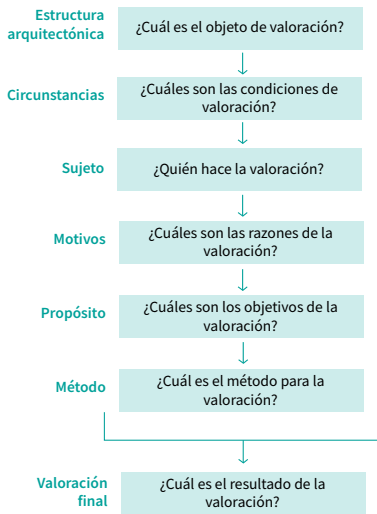 Estructura
arquitectónica
¿Cuál es el objeto de valoración?
Circunstancias
¿Cuáles son las condiciones de
valoración?
Sujeto
¿Quién hace la valoración?
Motivos
¿Cuáles son las razones de la
valoración?
Propósito
¿Cuáles son los objetivos de la
valoración?
Método
¿Cuál es el método para la
valoración?
Valoración
final
¿Cuál es el resultado de la
valoración?